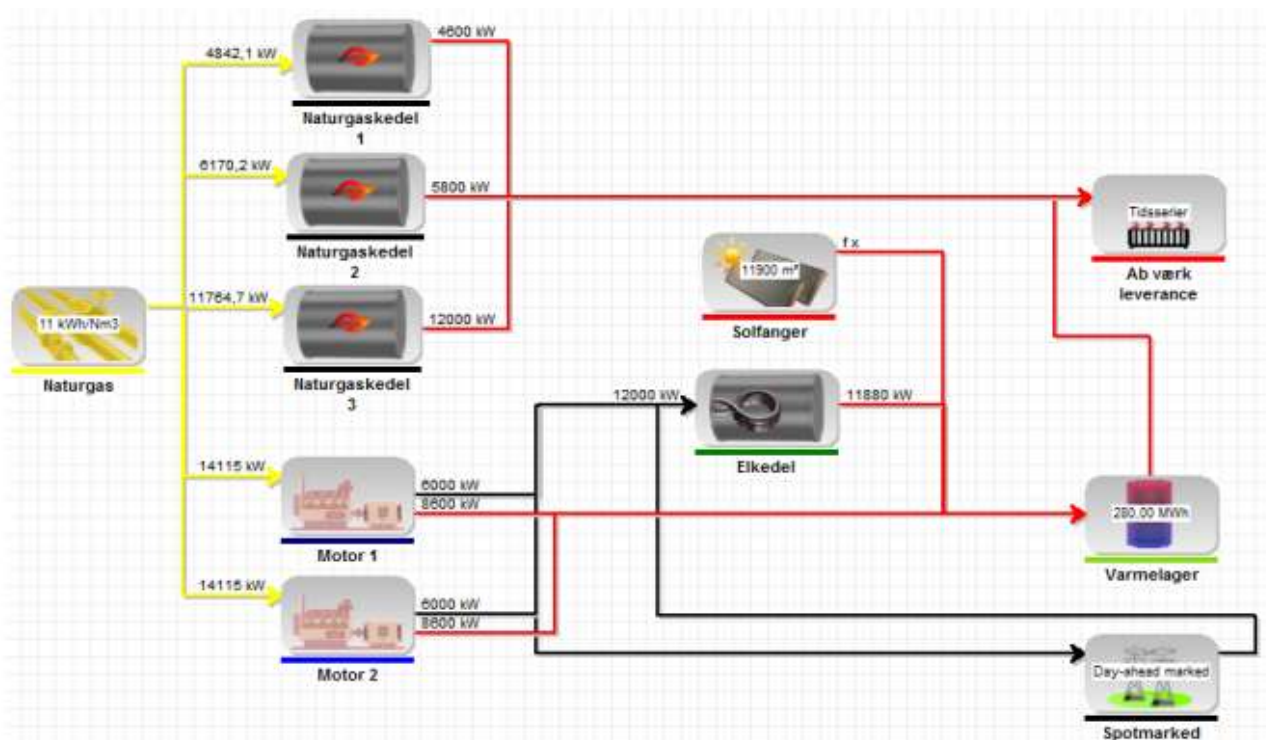 4842,1 kW
4600 kW
Naturgaskedel
1
6170,2 kW
5800 kW
Naturgaskedel
2
Tidsserier
Ab værk
leverance
f x
11900 m²
Solfanger
11 kWh/Nm3
Naturgas
11764,7 kW
12000 kW
Naturgaskedel
3
12000 kW
11880 kW
Elkedel
14115 kW
6000 kW
8600 kW
Motor 1
280,00 MWh
Varmelager
14115 kW
6000 kW
8600 kW
Motor 2
Day-ahead marked
Spotmarked